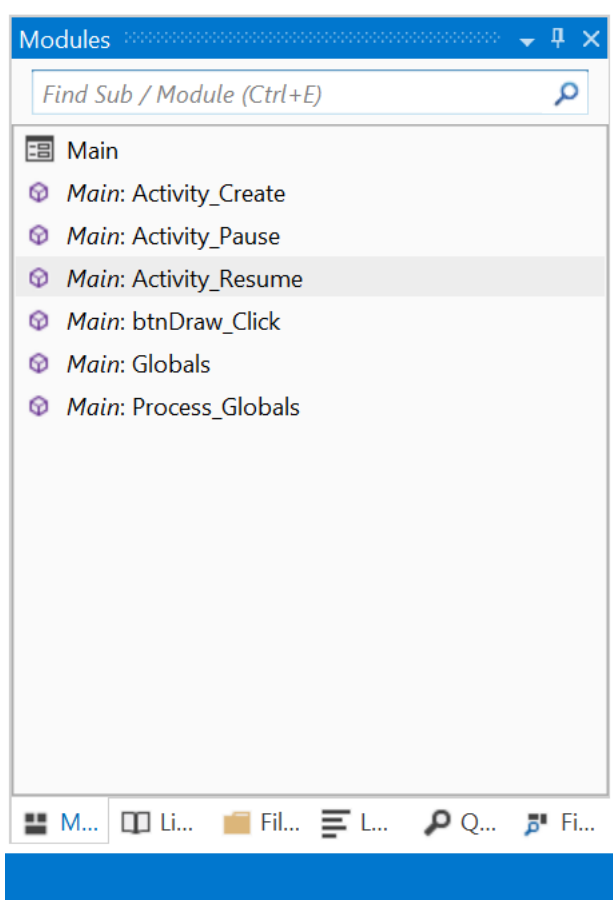 Modules
Find Sub / Module (Ctrl+E)
Main
Main: Activity_Create
Main: Activity_Pause
Main: Activity_Resume
Main: btnDraw_Click
Main: Globals
Main: Process_Globals
M... Li... Fil... L... Q... Fi...